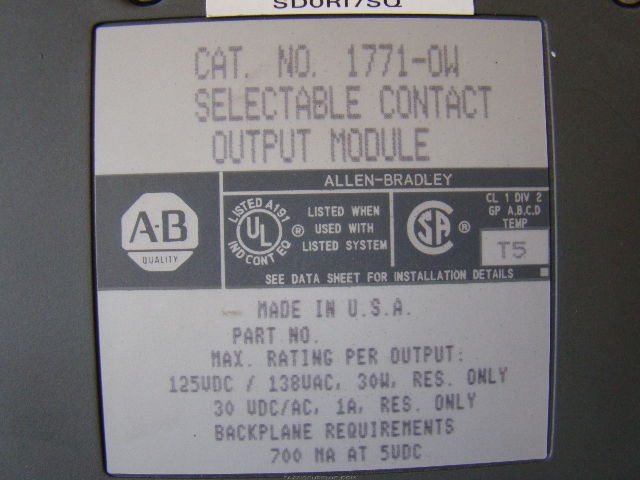 SD0R17SQ
CAT. NO. 1771-OW
SELECTABLE CONTACT
OUTPUT MODULE
ALLEN-BRADLEY
A-B
QUALITY
LISTED A191
UL
IND CONT EQ
®
LISTED WHEN
USED WITH
LISTED SYSTEM
SA
®
CL 1 DIV 2
GP A,B,C,D
TEMP
T5
SEE DATA SHEET FOR INSTALLATION DETAILS
MADE IN U.S.A.
PART NO.
MAX. RATING PER OUTPUT:
125VDC / 138VAC, 30W, RES. ONLY
30 VDC/AC, 1A, RES. ONLY
BACKPLANE REQUIREMENTS
700 MA AT 5VDC